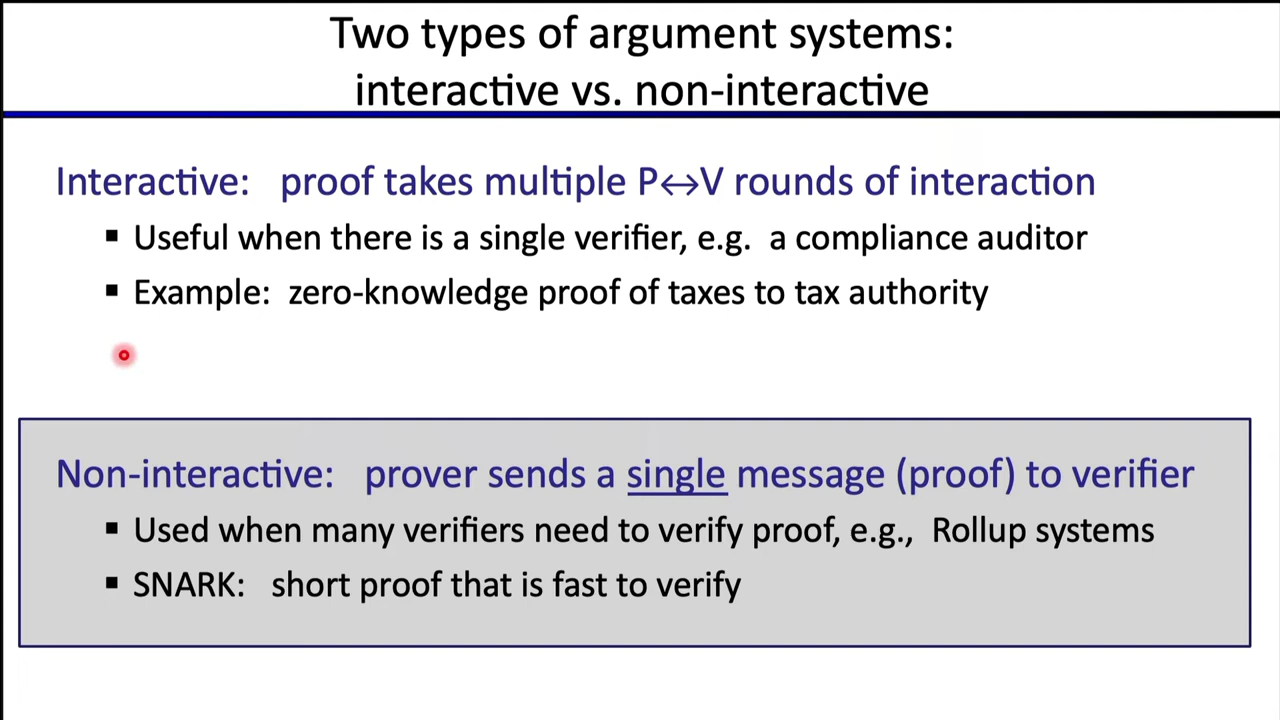 Two types of argument systems:
interactive vs. non-interactive
Interactive: proof takes multiple P↔V rounds of interaction
▪ Useful when there is a single verifier, e.g. a compliance auditor
▪ Example: zero-knowledge proof of taxes to tax authority
Non-interactive: prover sends a single message (proof) to verifier
▪ Used when many verifiers need to verify proof, e.g., Rollup systems
▪ SNARK: short proof that is fast to verify